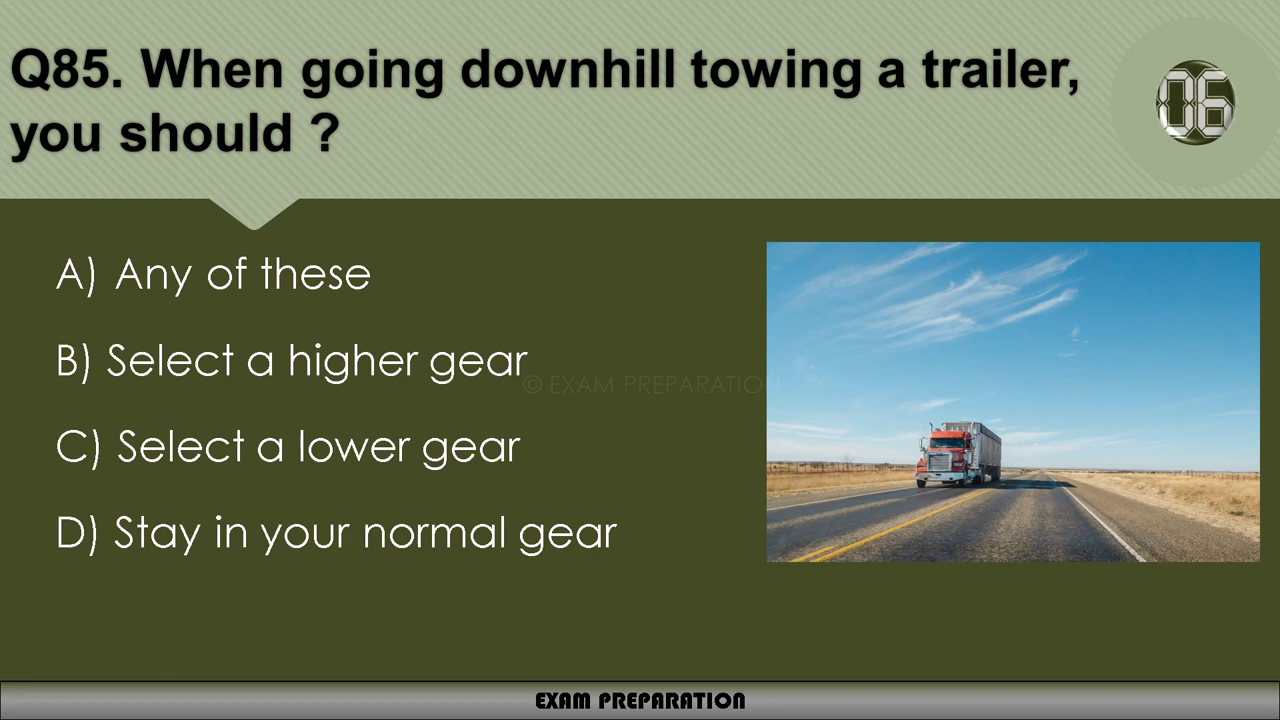 Q85. When going downhill towing a trailer,
you should ?
06
A) Any of these
B) Select a higher gear
© EXAM PREPARATION
C) Select a lower gear
D) Stay in your normal gear
EXAM PREPARATION